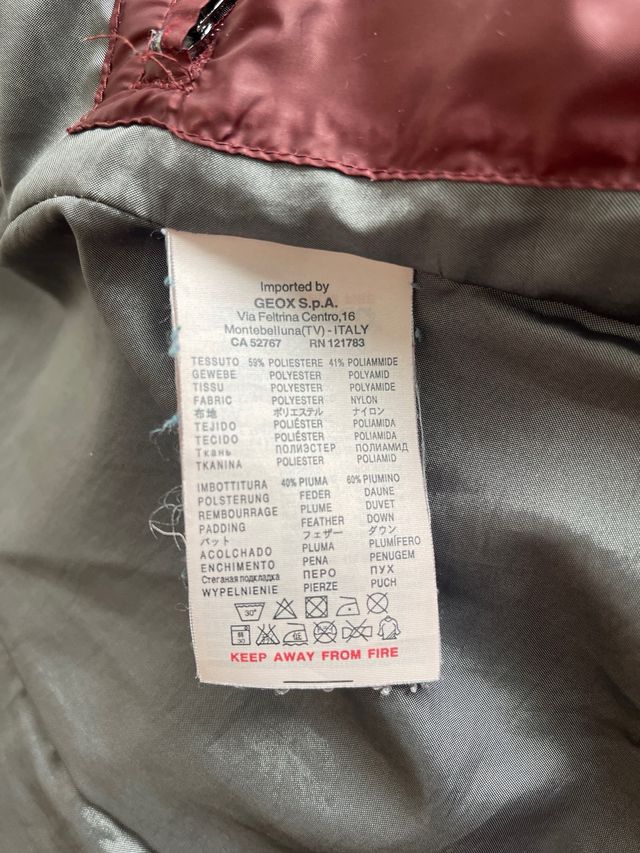 Imported by
GEOX S.p.A.
Via Feltrina Centro,16
Montebelluna(TV) - ITALY
CA 52767 RN 121783
TESSUTO 59% POLIESTERE 41% POLIAMMIDE
GEWEBE POLYESTER POLYAMID
TISSU POLYESTER POLYAMIDE
FABRIC POLYESTER NYLON
布地 ポリエステル ナイロン
TEJIDO POLIÉSTER POLIAMIDA
TECIDO POLIÉSTER POLIAMIDA
Ткань ПОЛИЭСТЕР ПОЛИАМИД
TKANINA POLIESTER POLIAMID
IMBOTTITURA 40% PIUMA 60% PIUMINO
POLSTERUNG FEDER DAUNE
REMBOURRAGE PLUME DUVET
PADDING FEATHER DOWN
パット フェザー ダウン
ACOLCHADO PLUMA PLUMÍFERO
ENCHIMENTO PENA PENUGEM
Стеганая подкладка ПЕРО ПУХ
WYPELNIENIE PIERZE PUCH
30°
30 低
KEEP AWAY FROM FIRE